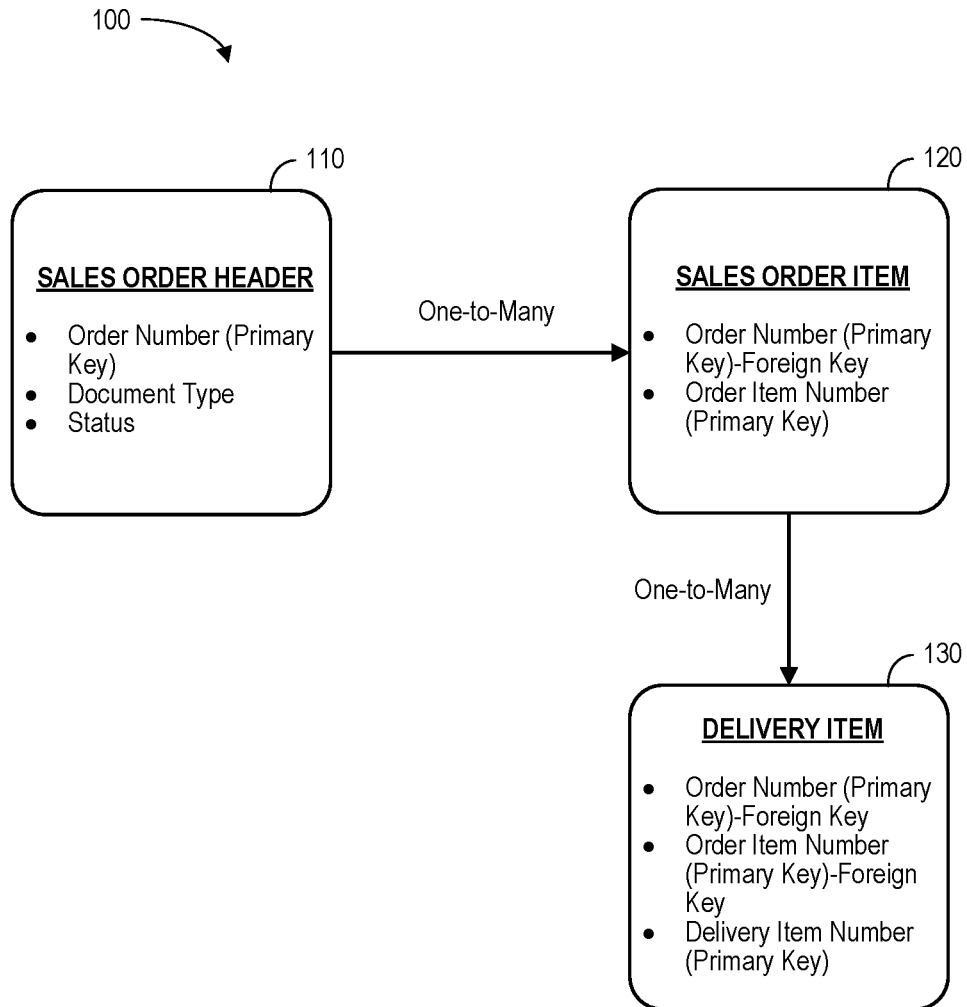 100
110
SALES ORDER HEADER
● Order Number (Primary
Key)
● Document Type
● Status
One-to-Many
120
SALES ORDER ITEM
● Order Number (Primary
Key)-Foreign Key
● Order Item Number
(Primary Key)
One-to-Many
130
DELIVERY ITEM
● Order Number (Primary
Key)-Foreign Key
● Order Item Number
(Primary Key)-Foreign
Key
● Delivery Item Number
(Primary Key)